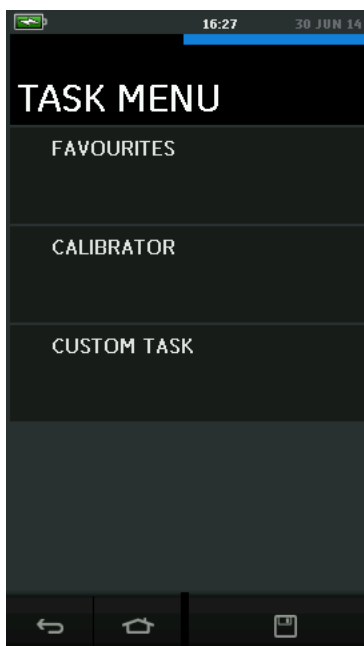 16:27 30 JUN 14
TASK MENU
FAVOURITES
CALIBRATOR
CUSTOM TASK